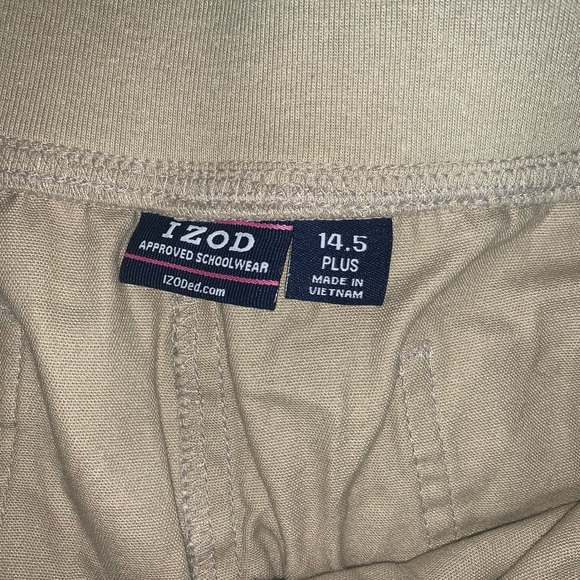 IZOD
APPROVED SCHOOLWEAR
IZODed.com
14.5
PLUS
MADE IN
VIETNAM